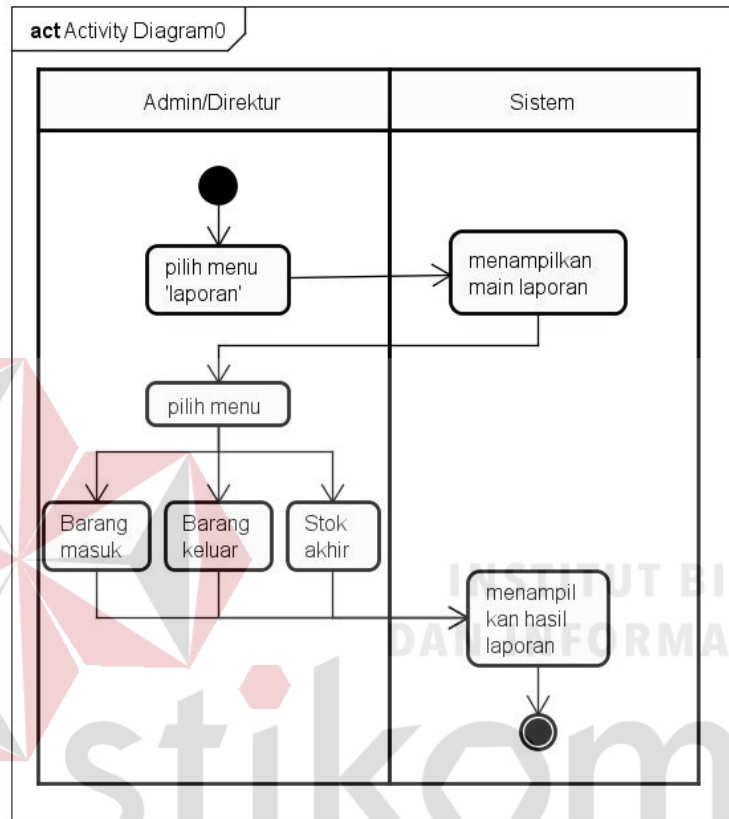 act Activity Diagram0
Admin/Direktur
Sistem
pilih menu
'laporan'
menampilkan
main laporan
pilih menu
Barang
masuk
Barang
keluar
Stok
akhir
menampil
kan hasil
laporan
INSTITUT BI
DAN INFORMA
stikom